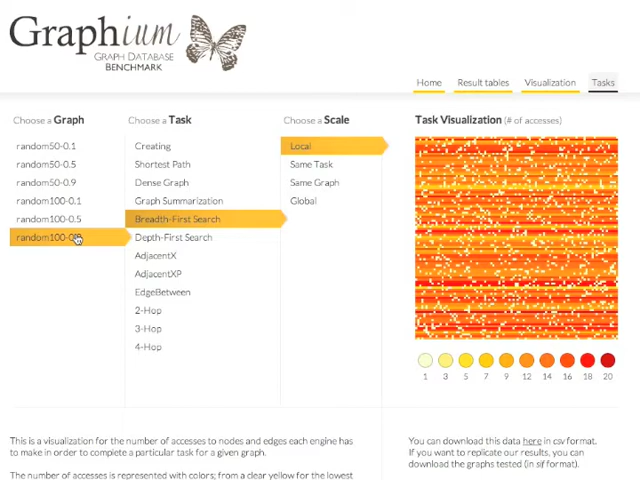 Graphium
GRAPH DATABASE
BENCHMARK
Home Result tables Visualization Tasks
Choose a Graph
random50-0.1
random50-0.5
random50-0.9
random100-0.1
random100-0.5
Choose a Task
Creating
Shortest Path
Dense Graph
Graph Summarization
Breadth-First Search
Depth-First Search
AdjacentX
AdjacentXP
EdgeBetween
2-Hop
3-Hop
4-Hop
Choose a Scale
Local
Same Task
Same Graph
Global
Task Visualization (# of accesses)
1 3 5 7 9 12 14 16 18 20
This is a visualization for the number of accesses to nodes and edges each engine has
to make in order to complete a particular task for a given graph.
The number of accesses is represented with colors; from a clear yellow for the lowest
You can download this data here in csv format.
If you want to replicate our results, you can
download the graphs tested (in sif format).